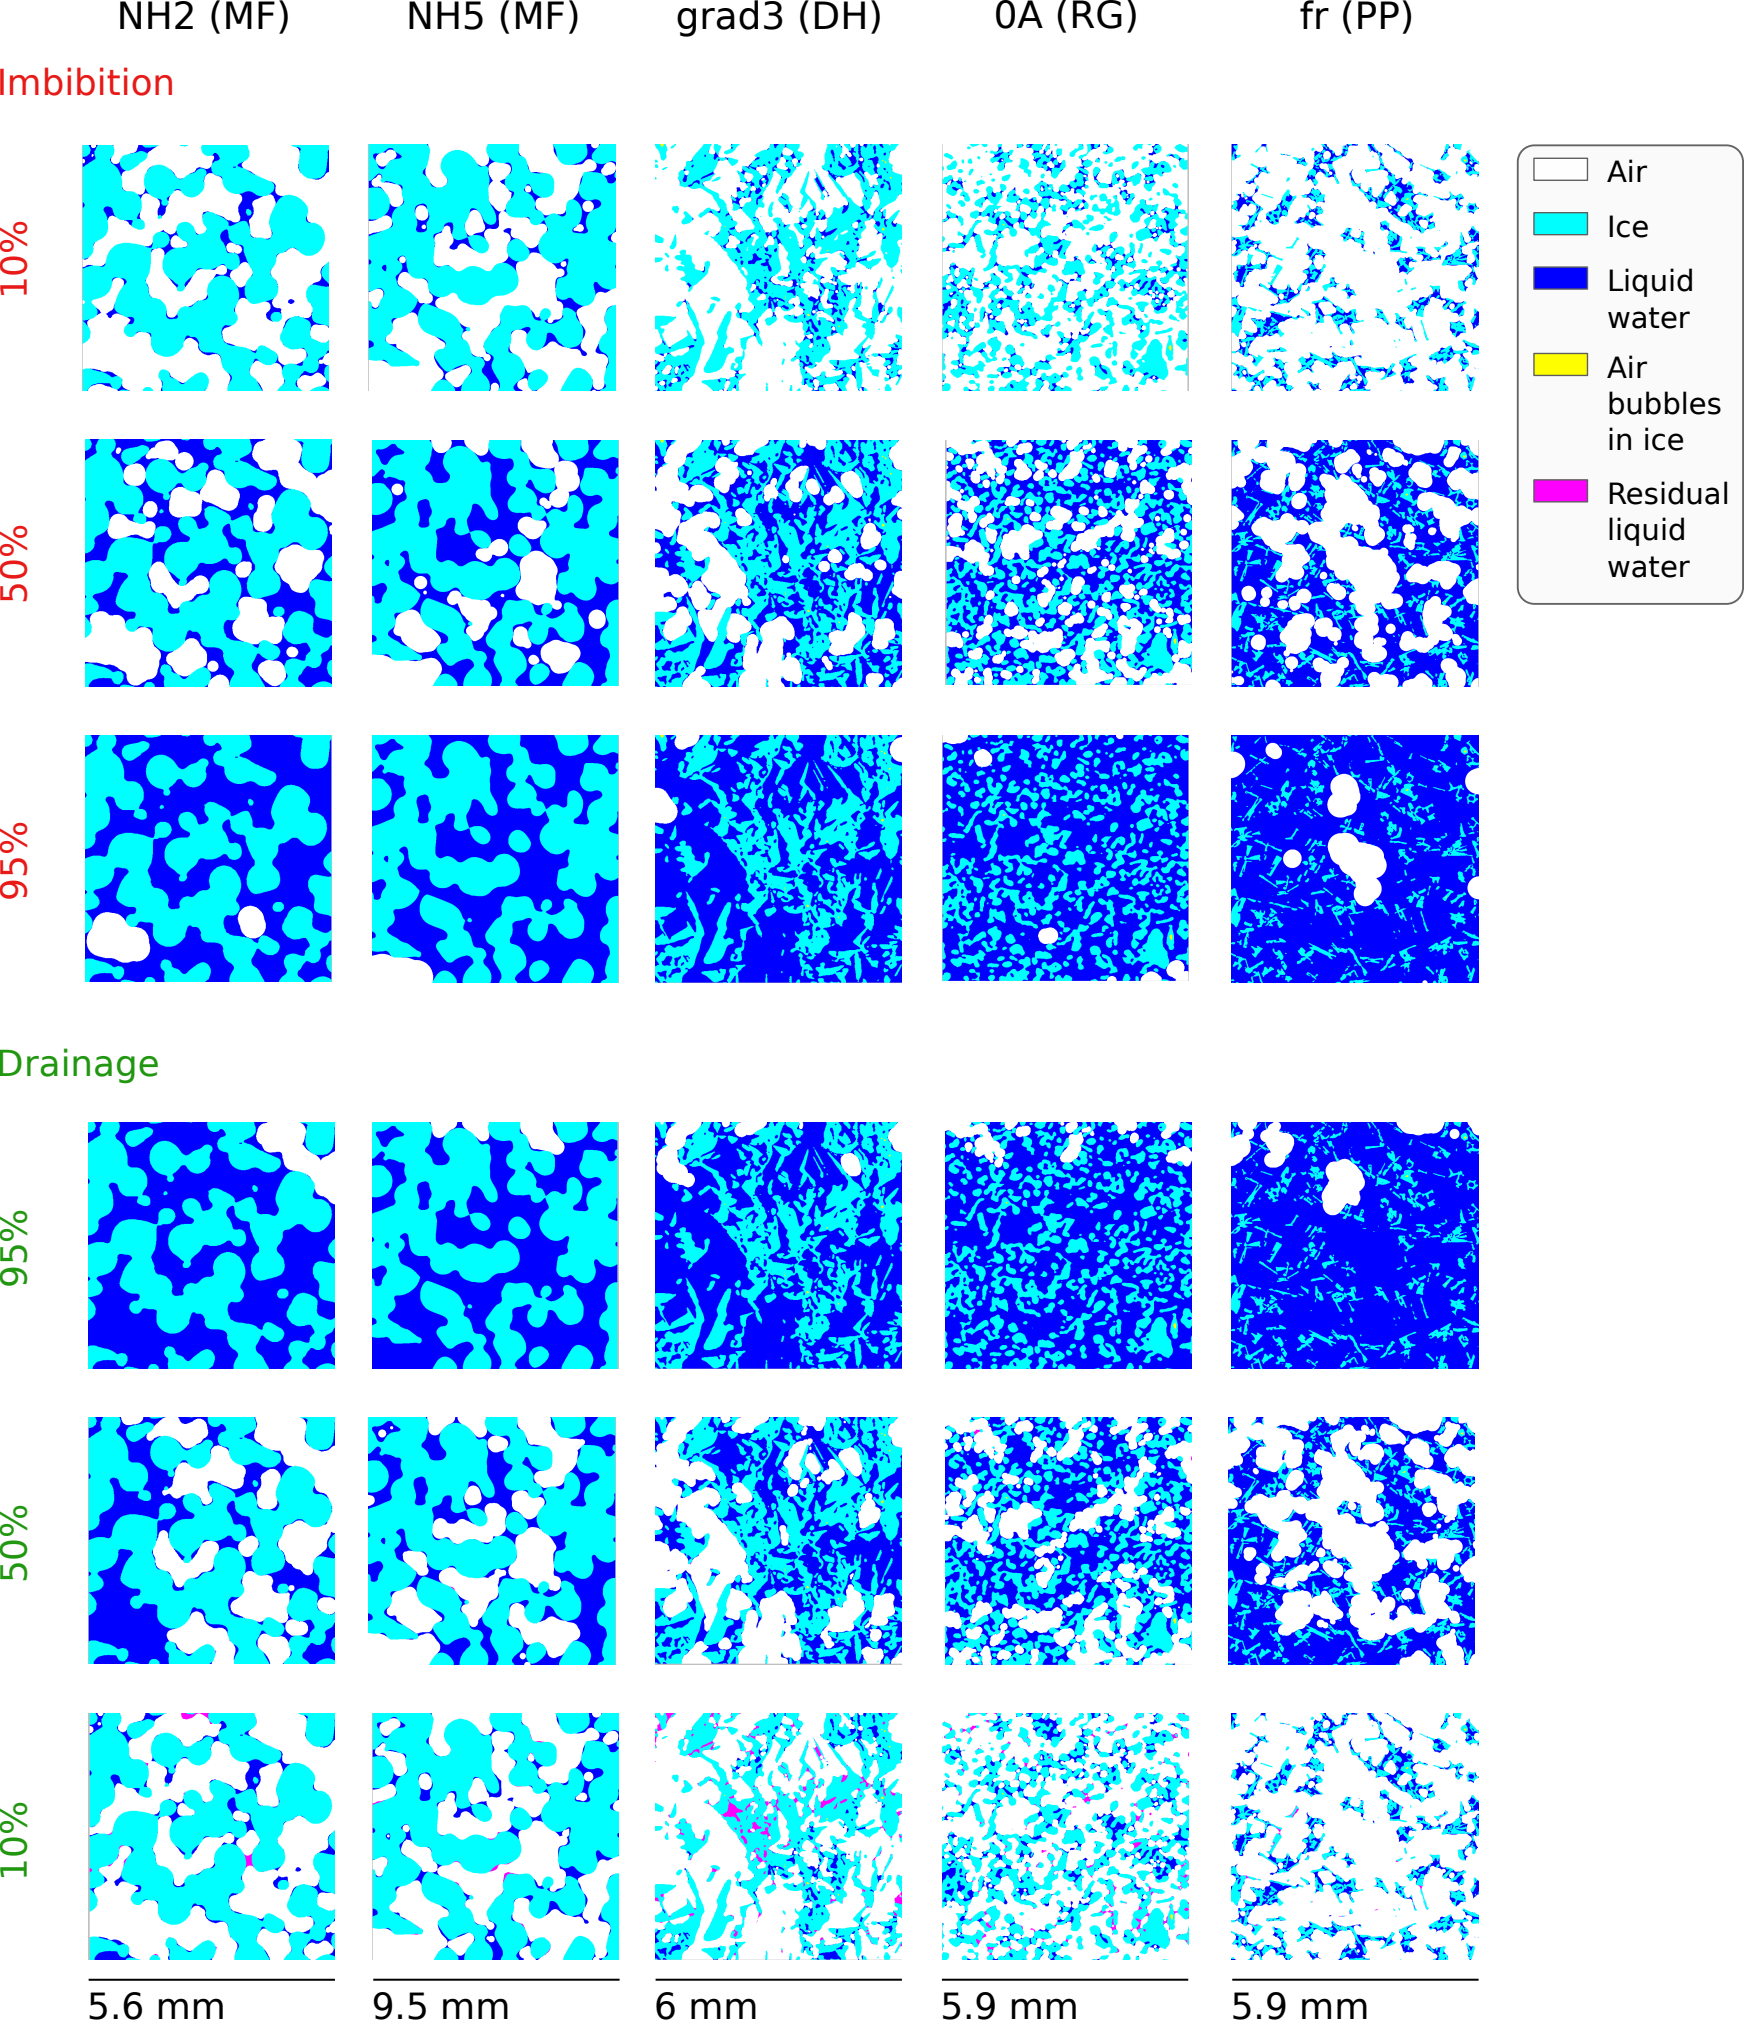 NH2 (MF) NH5 (MF) grad3 (DH) 0A (RG) fr (PP)
Imbibition
10%
50%
95%
Air
Ice
Liquid
water
Air
bubbles
in ice
Residual
liquid
water
Drainage
95%
50%
10%
5.6 mm 9.5 mm 6 mm 5.9 mm 5.9 mm